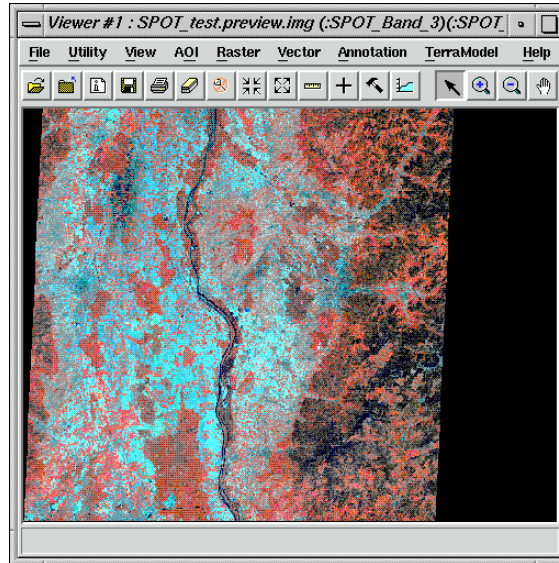 Viewer #1 : SPOT_test.preview.img (:SPOT_Band_3)(:SPOT_
File Utility View AOI Raster Vector Annotation TerraModel Help